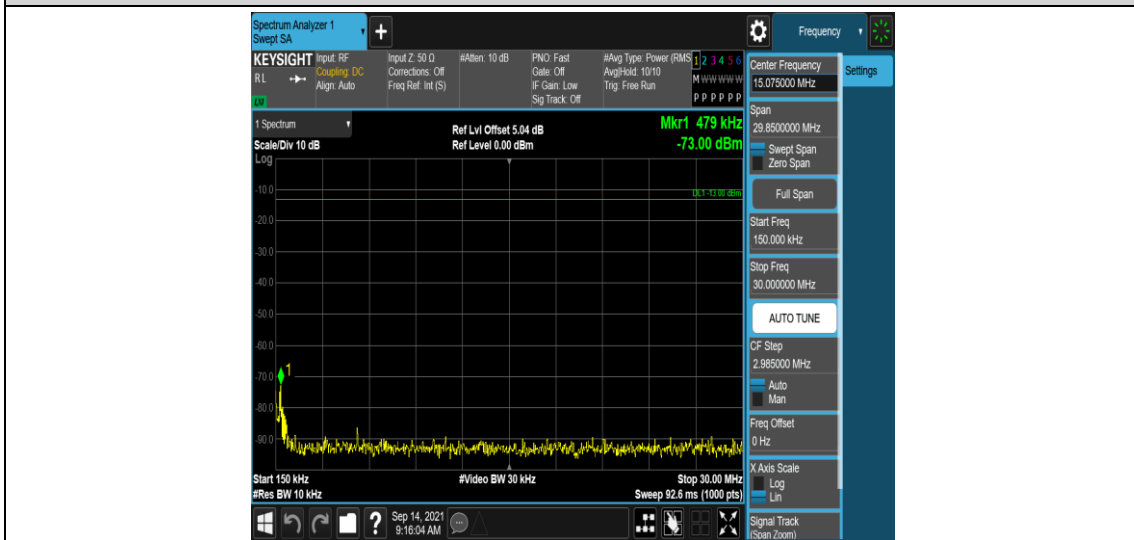 Spectrum Analyzer 1
Swept SA
+
Frequency
KEYSIGHT
RL
LXI
Input: RF
Coupling: DC
Align: Auto
Input Z: 50 Ω
Corrections: Off
Freq Ref: Int (S)
#Atten: 10 dB
PNO: Fast
Gate: Off
IF Gain: Low
Sig Track: Off
#Avg Type: Power (RMS
Avg|Hold: 10/10
Trig: Free Run
1 2 3 4 5 6
M W W W W W
P P P P P P
1 Spectrum
Scale/Div 10 dB
Log
Ref Lvl Offset 5.04 dB
Ref Level 0.00 dBm
Mkr1 479 kHz
-73.00 dBm
DL1 -13.00 dBm
-10.0
-20.0
-30.0
-40.0
-50.0
-60.0
-70.0
-80.0
-90.0
1
Start 150 kHz
#Res BW 10 kHz
#Video BW 30 kHz
Stop 30.00 MHz
Sweep 92.6 ms (1000 pts)
Sep 14, 2021
9:16:04 AM
?
Center Frequency
15.075000 MHz
Settings
Span
29.8500000 MHz
Swept Span
Zero Span
Full Span
Start Freq
150.000 kHz
Stop Freq
30.000000 MHz
AUTO TUNE
CF Step
2.985000 MHz
Auto
Man
Freq Offset
0 Hz
X Axis Scale
Log
Lin
Signal Track
(Span Zoom)